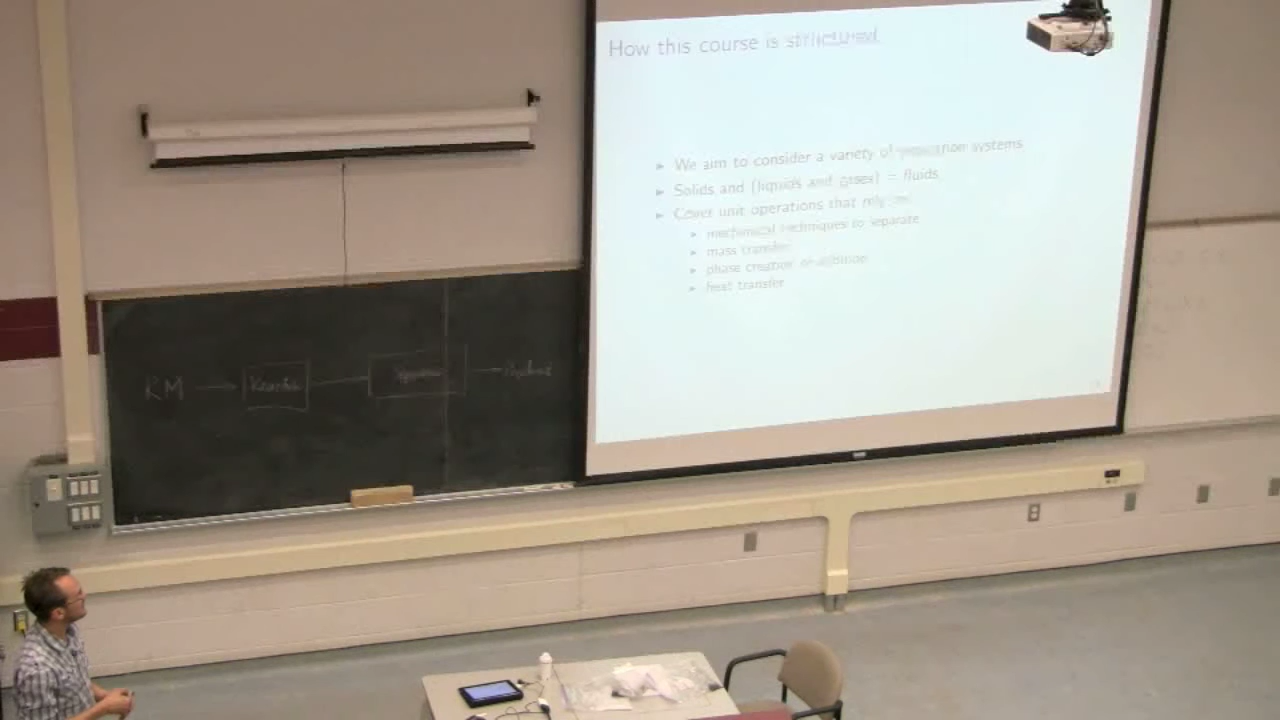 How this course is structured
We aim to consider a variety of separation systems
Solids and (liquids and gases) = fluids
Cover unit operations that rely on
mechanical techniques to separate
mass transfer
phase creation or addition
heat transfer
RM Reactor